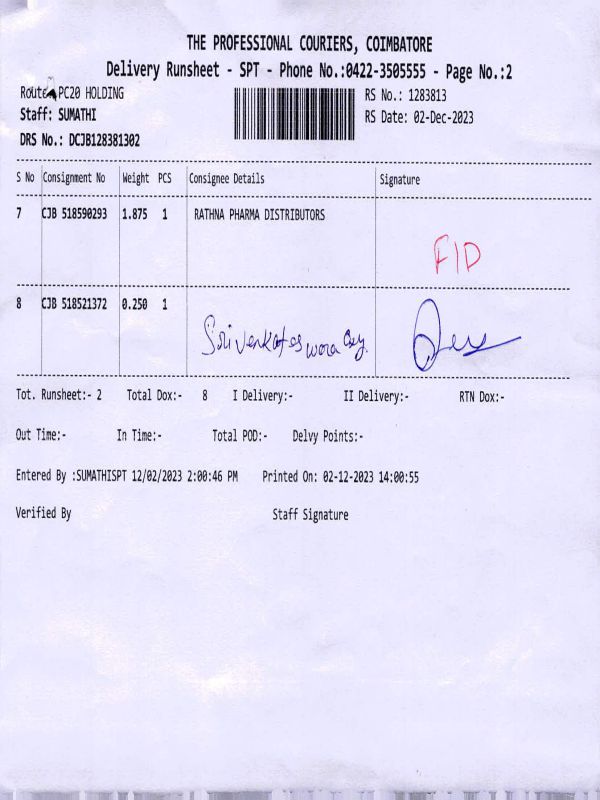 THE PROFESSIONAL COURIERS, COIMBATORE
Delivery Runsheet - SPT - Phone No.:0422-3505555 - Page No.:2
Route: PC20 HOLDING
RS No.: 1283813
Staff: SUMATHI
RS Date: 02-Dec-2023
DRS No.: DCJB128381302
S No Consignment No Weight PCS Consignee Details Signature
7 CJB 518590293 1.875 1 RATHNA PHARMA DISTRIBUTORS
FID
8 CJB 518521372 0.250 1
Sri venkateswora
Tot. Runsheet:- 2 Total Dox:- 8 I Delivery:- II Delivery:- RTN Dox:-
Out Time:- In Time:- Total POD:- Delvy Points:-
Entered By :SUMATHISPT 12/02/2023 2:00:46 PM Printed On: 02-12-2023 14:00:55
Verified By Staff Signature